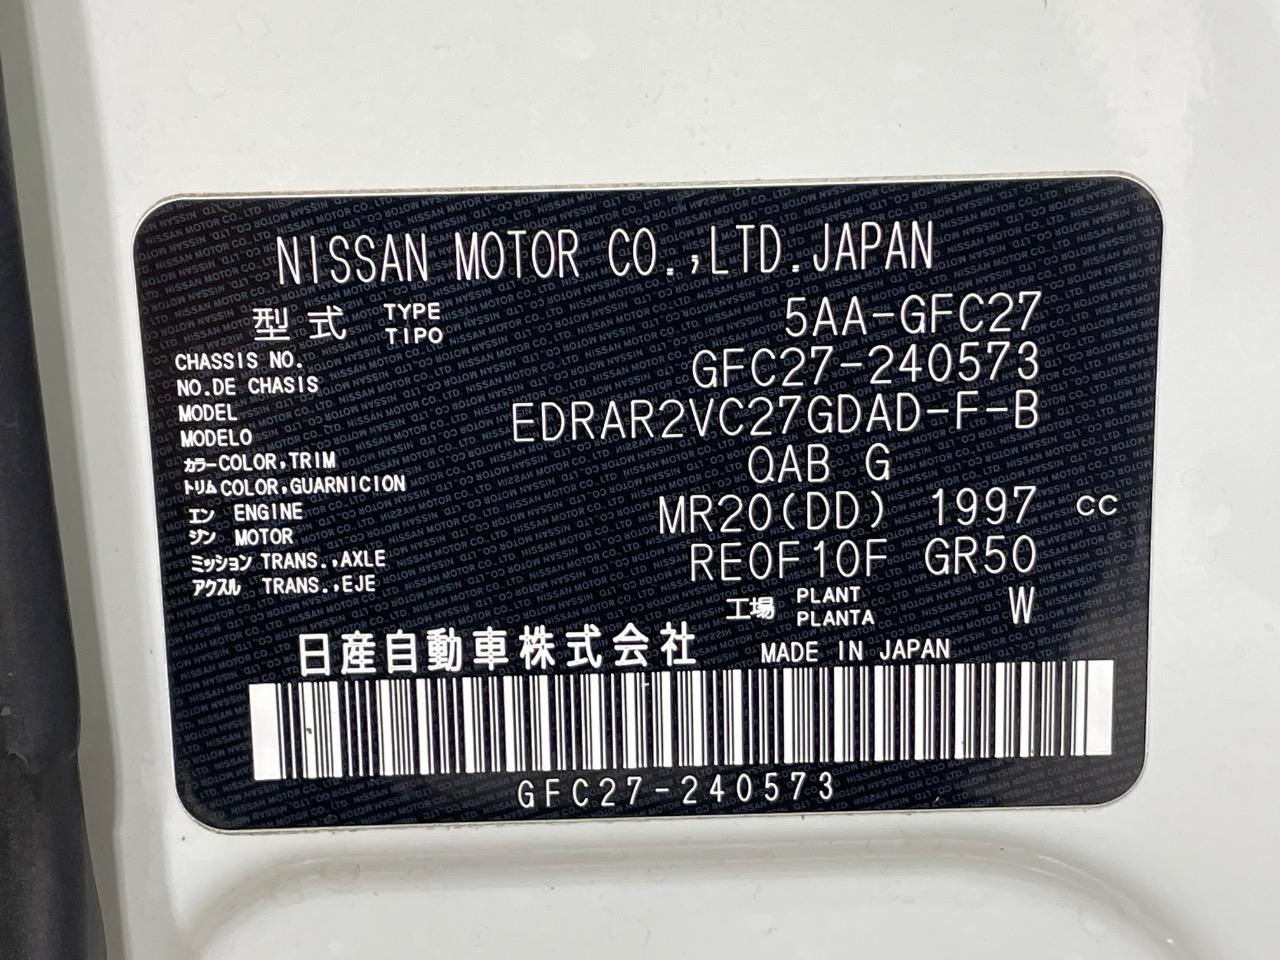 NISSAN MOTOR CO.,LTD.JAPAN
型式 TYPE TIPO 5AA-GFC27
CHASSIS NO.
NO.DE CHASIS GFC27-240573
MODEL
MODELO EDRAR2VC27GDAD-F-B
カラー COLOR,TRIM
トリム COLOR,GUARNICION QAB G
エン ENGINE
ジン MOTOR MR20(DD) 1997 cc
ミッション TRANS.,AXLE
アクスル TRANS.,EJE RE0F10F GR50
工場 PLANT PLANTA W
日産自動車株式会社 MADE IN JAPAN
GFC27-240573